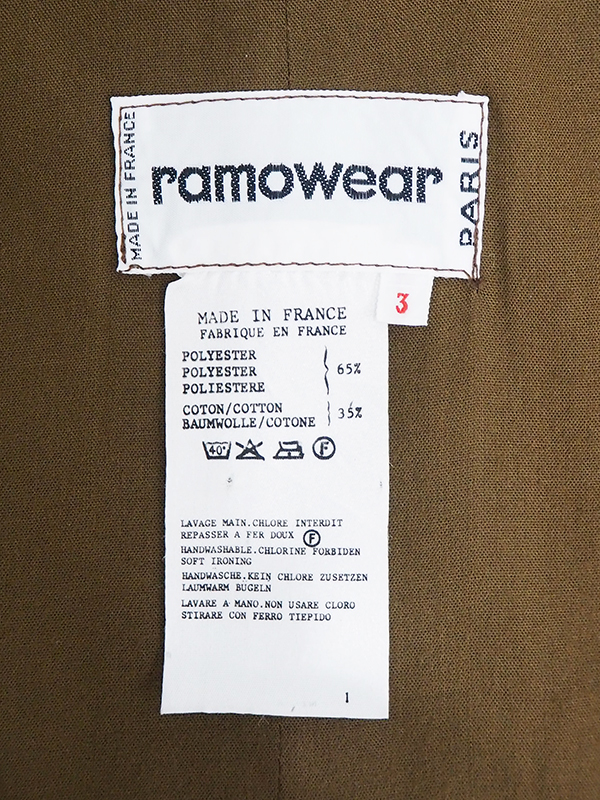 MADE IN FRANCE
ramowear
PARIS
3
MADE IN FRANCE
FABRIQUE EN FRANCE
POLYESTER
POLYESTER 65%
POLIESTERE
COTON/COTTON 35%
BAUMWOLLE/COTONE
40° F
LAVAGE MAIN.CHLORE INTERDIT
REPASSER A FER DOUX F
HANDWASHABLE.CHLORINE FORBIDEN
SOFT IRONING
HANDWASCHE.KEIN CHLORE ZUSETZEN
LAUMWARM BUGELN
LAVARE A MANO.NON USARE CLORO
STIRARE CON FERRO TIEPIDO
1